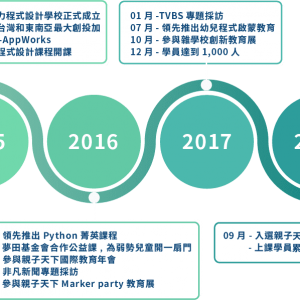 力程式設計學校正式成立
台灣和東南亞最大創投加
-AppWorks
程式設計課程開課
01 月 -TVBS 專題採訪
07 月 - 領先推出幼兒程式啟蒙教育
10 月 - 參與雜學校創新教育展
12 月 - 學員達到 1,000 人
5
2016
2017
2
領先推出 Python 菁英課程
夢田基金會合作公益課，為弱勢兒童開一扇門
參與親子天下國際教育年會
非凡新聞專題採訪
參與親子天下 Marker party 教育展
09 月 - 入選親子天
- 上課學員累